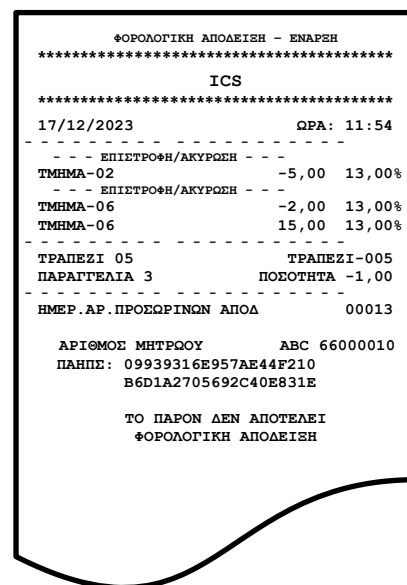 ΦΟΡΟΛΟΓΙΚΗ ΑΠΟΔΕΙΞΗ – ΕΝΑΡΞΗ
******************************************
ICS
******************************************
17/12/2023 ΩΡΑ: 11:54
- - - - - - - - - - - - - - - - - - -
- - - ΕΠΙΣΤΡΟΦΗ/ΑΚΥΡΩΣΗ - - -
ΤΜΗΜΑ-02 -5,00 13,00%
- - - ΕΠΙΣΤΡΟΦΗ/ΑΚΥΡΩΣΗ - - -
ΤΜΗΜΑ-06 -2,00 13,00%
ΤΜΗΜΑ-06 15,00 13,00%
- - - - - - - - - - - - - - - - - - -
ΤΡΑΠΕΖΙ 05 ΤΡΑΠΕΖΙ-005
ΠΑΡΑΓΓΕΛΙΑ 3 ΠΟΣΟΤΗΤΑ -1,00
- - - - - - - - - - - - - - - - - - -
ΗΜΕΡ.ΑΡ.ΠΡΟΣΩΡΙΝΩΝ ΑΠΟΔ 00013
ΑΡΙΘΜΟΣ ΜΗΤΡΩΟΥ ABC 66000010
ΠΑΗΠΣ: 09939316E957AE44F210
B6D1A2705692C40E831E
ΤΟ ΠΑΡΟΝ ΔΕΝ ΑΠΟΤΕΛΕΙ
ΦΟΡΟΛΟΓΙΚΗ ΑΠΟΔΕΙΞΗ